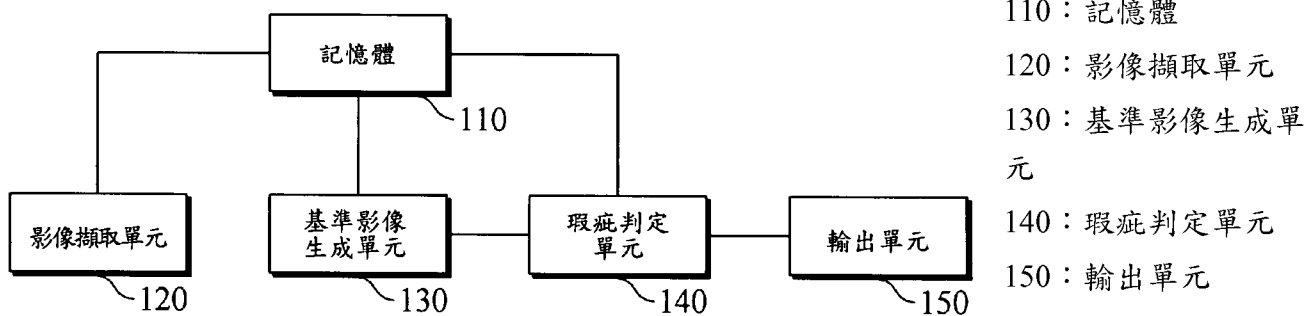 記憶體
110
影像擷取單元
120
基準影像
生成單元
130
瑕疵判定
單元
140
輸出單元
150
110：記憶體
120：影像擷取單元
130：基準影像生成單
元
140：瑕疵判定單元
150：輸出單元